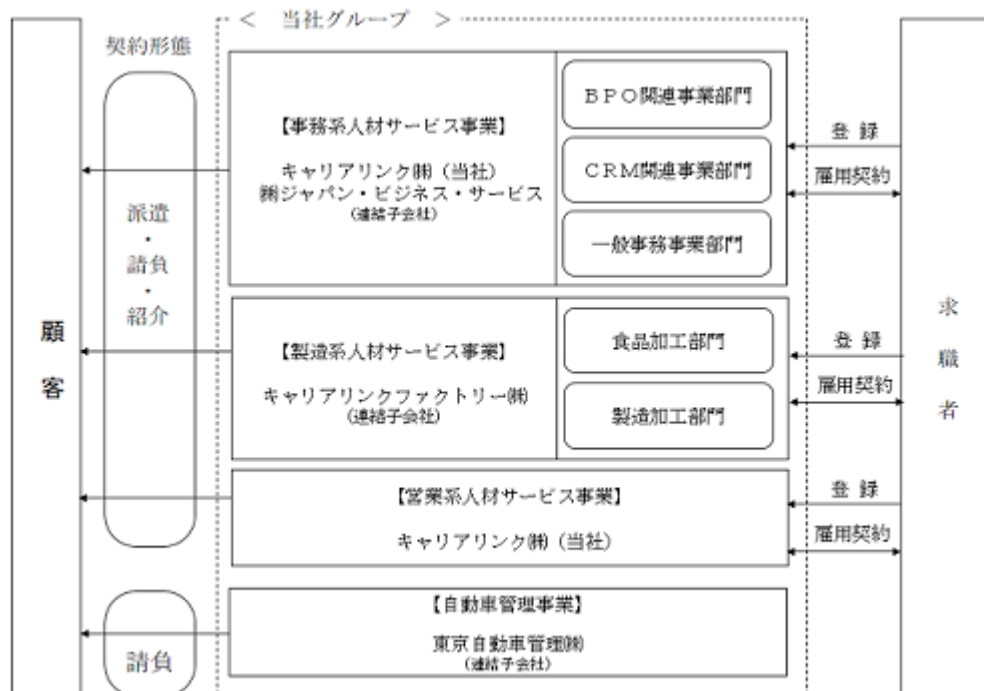 < 当社グループ >
契約形態
派遣
・
請負
・
紹介
顧
客
【事務系人材サービス事業】
キャリアリンク㈱（当社）
㈱ジャパン・ビジネス・サービス
(連結子会社)
ＢＰＯ関連事業部門
ＣＲＭ関連事業部門
一般事務事業部門
登 録
雇用契約
【製造系人材サービス事業】
キャリアリンクファクトリー㈱
(連結子会社)
食品加工部門
製造加工部門
登 録
雇用契約
求
職
者
【営業系人材サービス事業】
キャリアリンク㈱（当社）
登 録
雇用契約
請負
【自動車管理事業】
東京自動車管理㈱
(連結子会社)